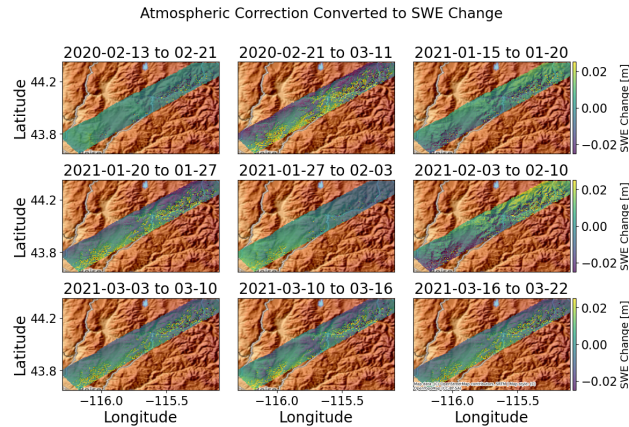 Atmospheric Correction Converted to SWE Change
2020-02-13 to 02-21
2020-02-21 to 03-11
2021-01-15 to 01-20
44.2
43.8
Latitude
0.02
0.00
−0.02
SWE Change [m]
2021-01-20 to 01-27
2021-01-27 to 02-03
2021-02-03 to 02-10
44.2
43.8
Latitude
0.02
0.00
−0.02
SWE Change [m]
2021-03-03 to 03-10
2021-03-10 to 03-16
2021-03-16 to 03-22
44.2
43.8
Latitude
0.02
0.00
−0.02
SWE Change [m]
−116.0 −115.5
−116.0 −115.5
−116.0 −115.5
Longitude
Longitude
Longitude